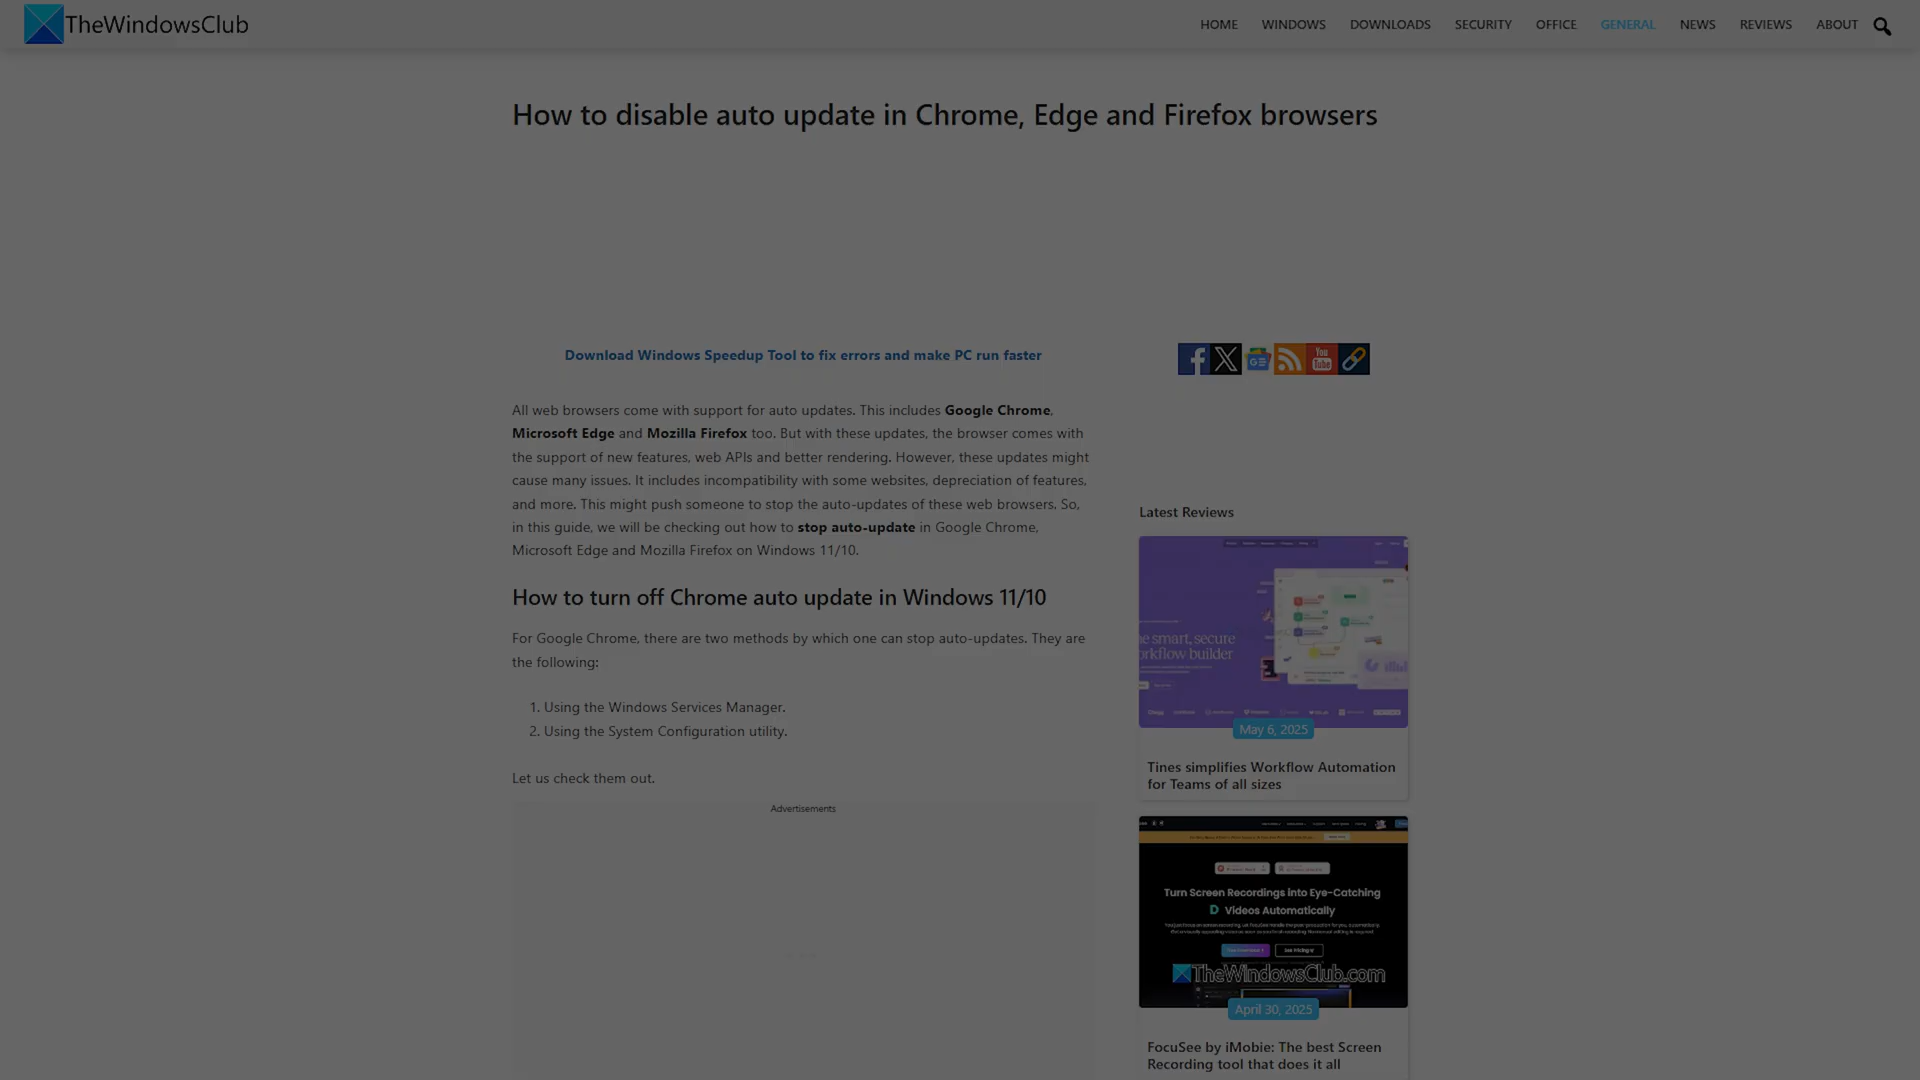 TheWindowsClub
HOME WINDOWS DOWNLOADS SECURITY OFFICE GENERAL NEWS REVIEWS ABOUT
How to disable auto update in Chrome, Edge and Firefox browsers
Download Windows Speedup Tool to fix errors and make PC run faster
All web browsers come with support for auto updates. This includes Google Chrome,
Microsoft Edge and Mozilla Firefox too. But with these updates, the browser comes with
the support of new features, web APIs and better rendering. However, these updates might
cause many issues. It includes incompatibility with some websites, depreciation of features,
and more. This might push someone to stop the auto-updates of these web browsers. So,
in this guide, we will be checking out how to stop auto-update in Google Chrome,
Microsoft Edge and Mozilla Firefox on Windows 11/10.
How to turn off Chrome auto update in Windows 11/10
For Google Chrome, there are two methods by which one can stop auto-updates. They are
the following:
1. Using the Windows Services Manager.
2. Using the System Configuration utility.
Let us check them out.
Advertisements
You
Tube
Latest Reviews
smart, secure
workflow builder
May 6, 2025
Tines simplifies Workflow Automation
for Teams of all sizes
Turn Screen Recordings into Eye-Catching
Videos Automatically
TheWindowsClub.com
April 30, 2025
FocuSee by iMobie: The best Screen
Recording tool that does it all